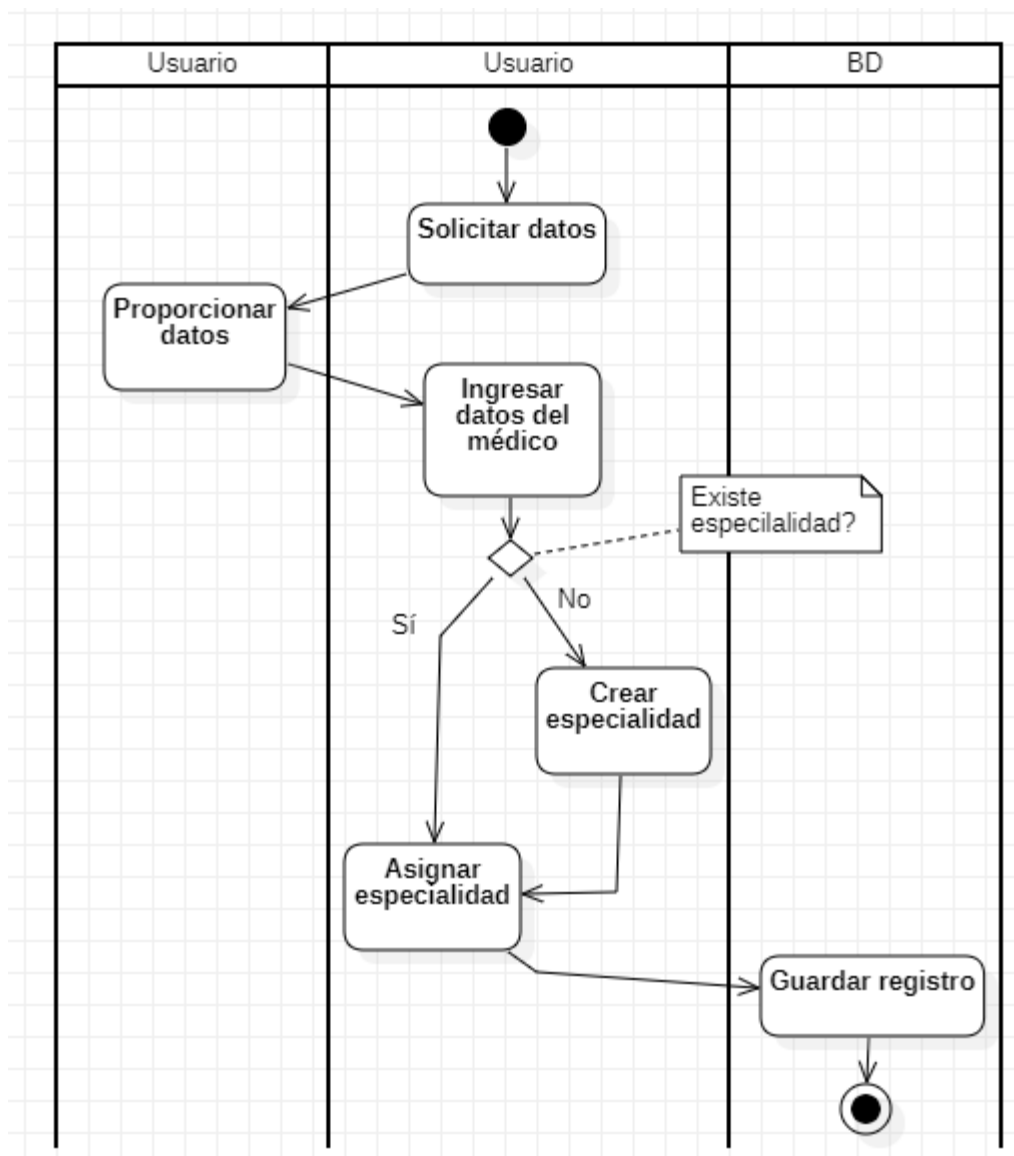 Usuario
Usuario
BD
Solicitar datos
Proporcionar
datos
Ingresar
datos del
médico
Existe
especilalidad?
Sí
No
Crear
especialidad
Asignar
especialidad
Guardar registro